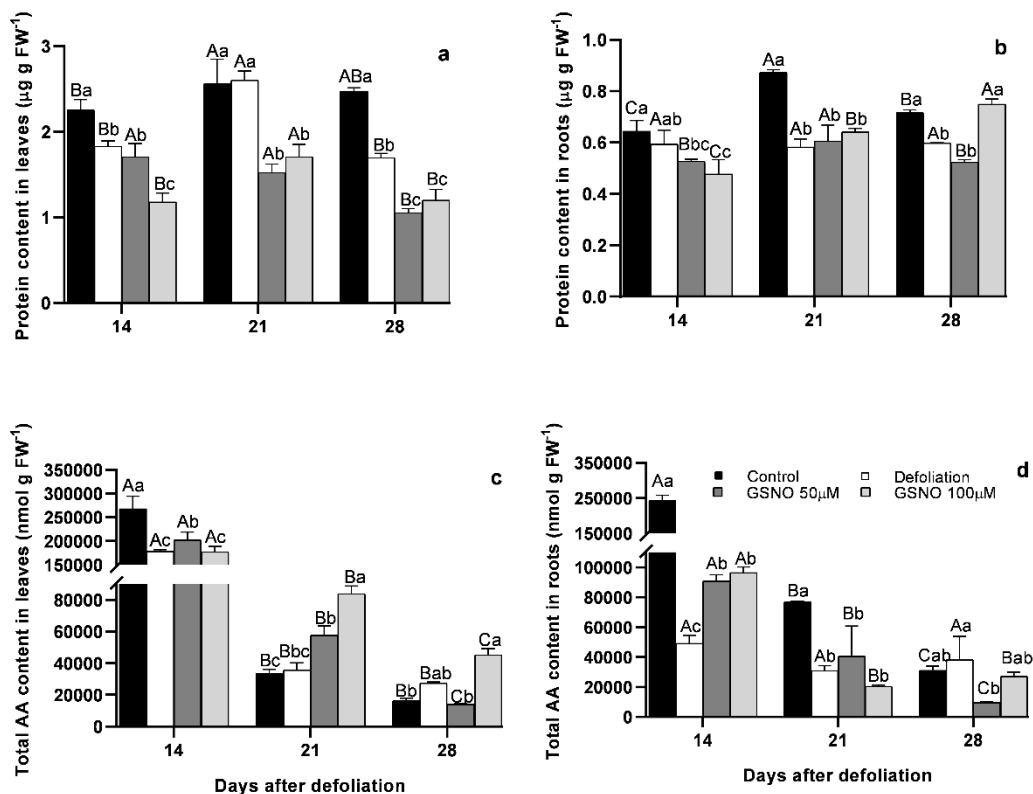 a
Protein content in leaves (µg g FW⁻¹)
3
2
1
0
Ba
Bb
Ab
Bc
Aa
Aa
Ab
Ab
ABa
Bb
Bc
Bc
14 21 28
b
Protein content in roots (µg g FW⁻¹)
1.0
0.8
0.6
0.4
0.2
0.0
Ca
Aab
Bbc
Cc
Aa
Ab
Ab
Bb
Ba
Ab
Bb
Aa
14 21 28
c
Total AA content in leaves (nmol g FW⁻¹)
350000
300000
250000
200000
150000
80000
60000
40000
20000
0
Aa
Ac
Ab
Ac
Bc
Bbc
Bb
Ba
Bb
Bab
Cb
Ca
14 21 28
Days after defoliation
d
Control Defoliation
GSNO 50µM GSNO 100µM
Total AA content in roots (nmol g FW⁻¹)
350000
250000
150000
100000
80000
60000
40000
20000
0
Aa
Ac
Ab
Ab
Ba
Ab
Bb
Bb
Cab
Aa
Cb
Bab
14 21 28
Days after defoliation